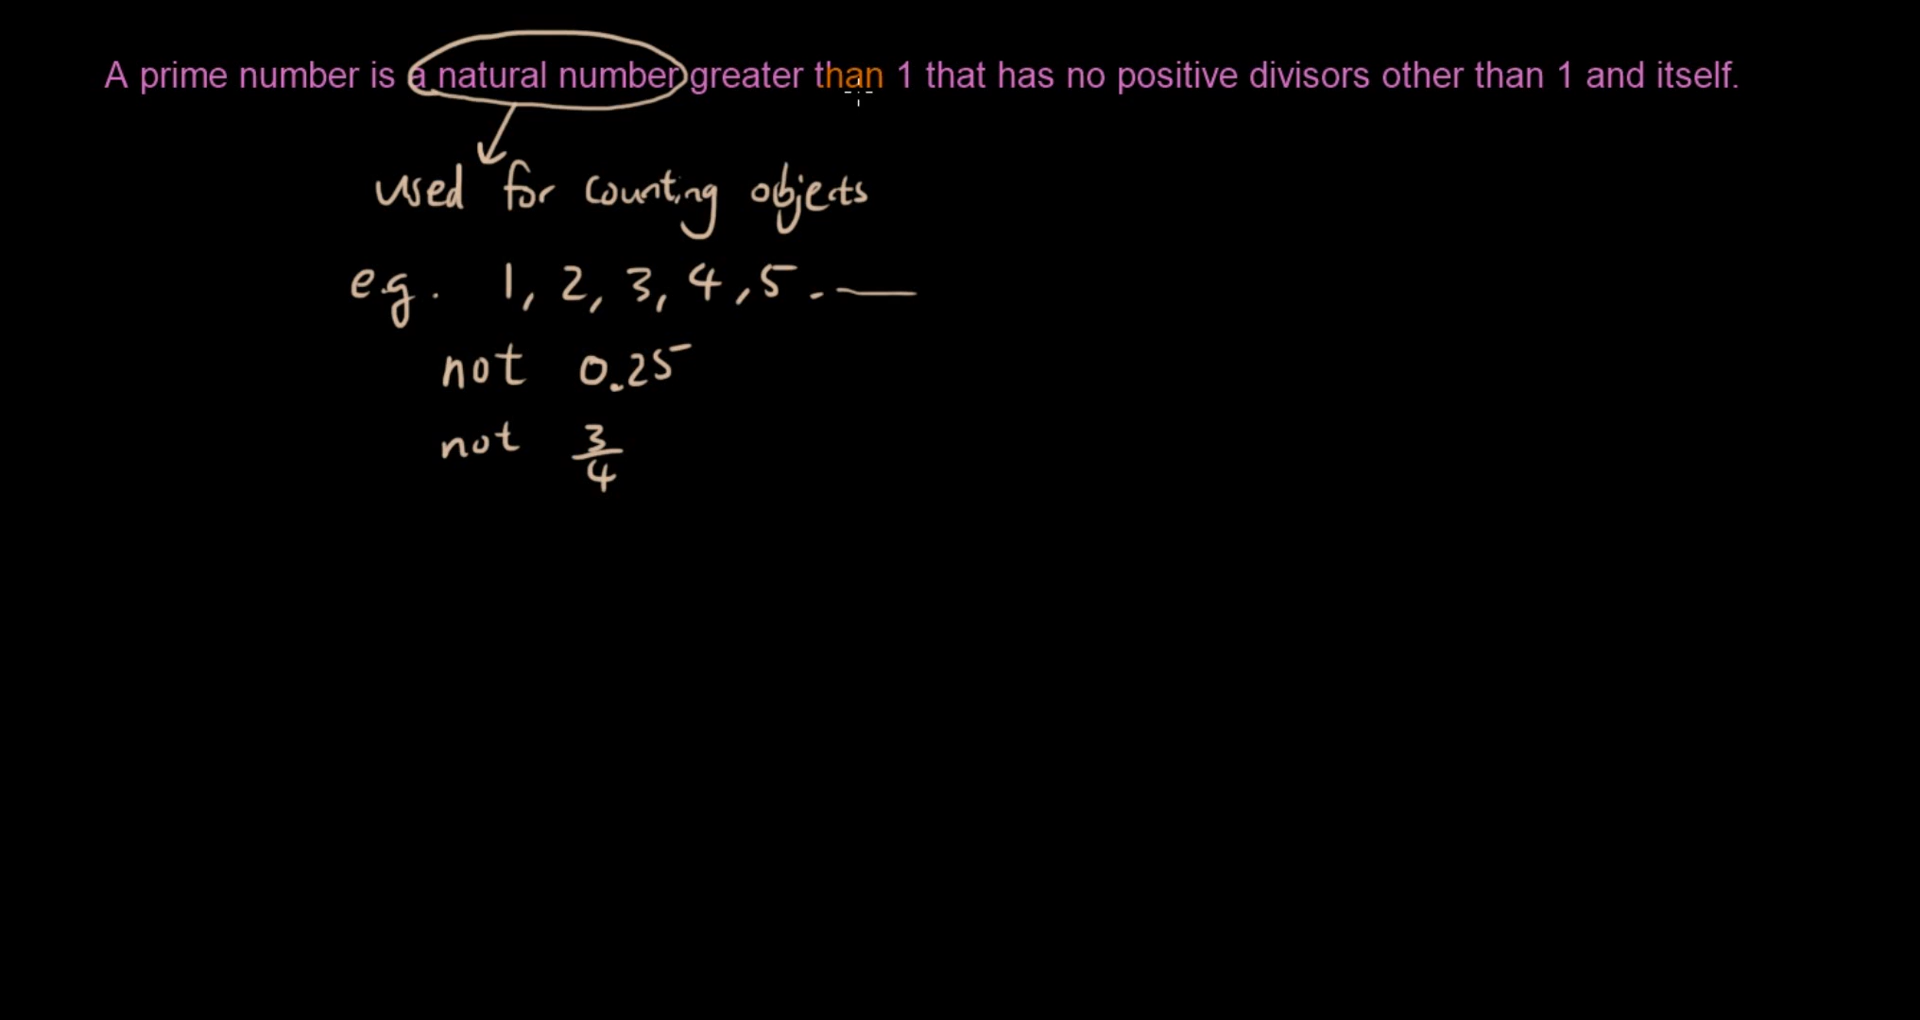 A prime number is a natural number greater than 1 that has no positive divisors other than 1 and itself.
used for counting objects
e.g. 1, 2, 3, 4, 5 . —
not 0.25
not 3/4